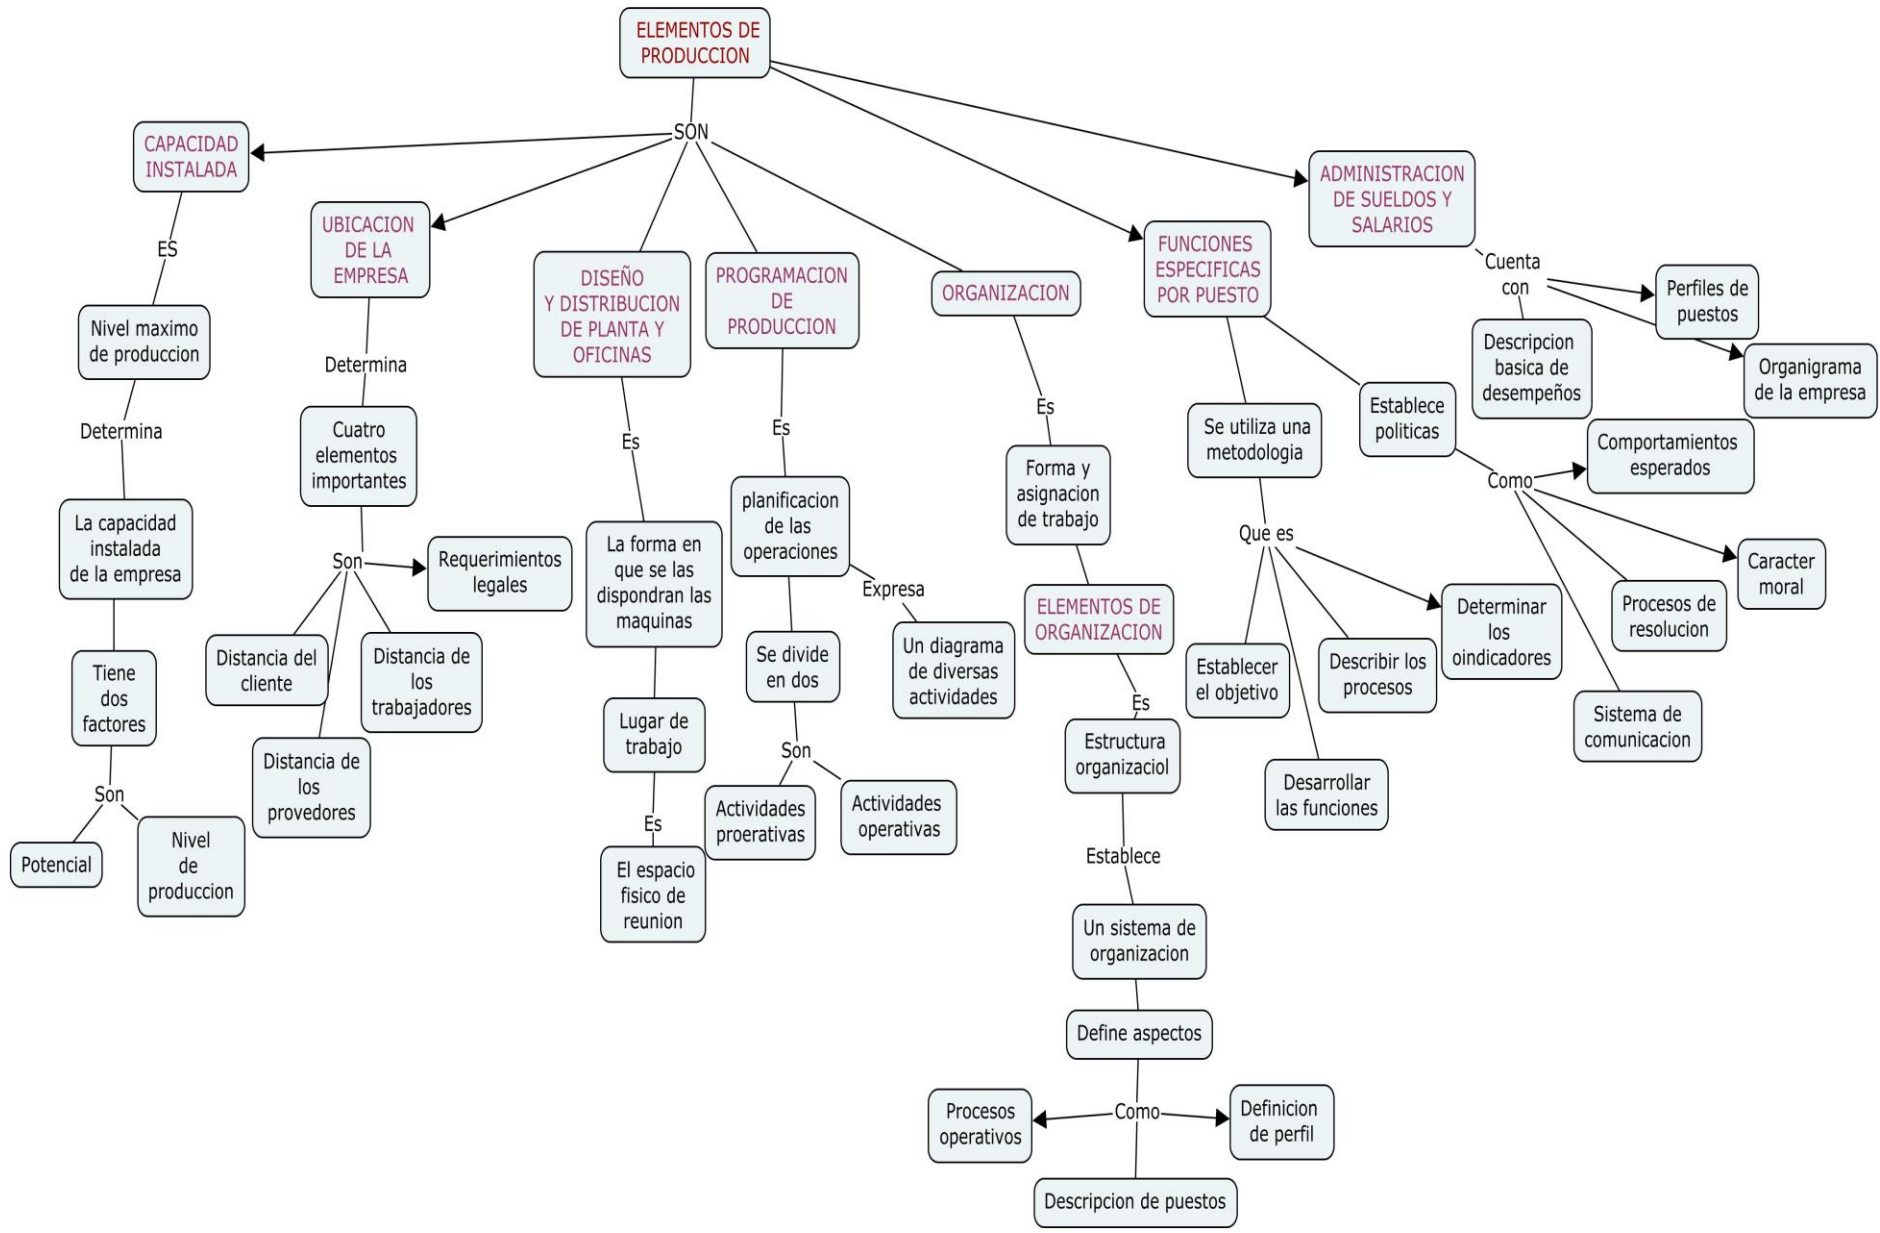 ELEMENTOS DE
PRODUCCION
SON
CAPACIDAD
INSTALADA
ES
Nivel maximo
de produccion
Determina
La capacidad
instalada
de la empresa
Tiene
dos
factores
Son
Potencial
Nivel
de
produccion
UBICACION
DE LA
EMPRESA
Determina
Cuatro
elementos
importantes
Son
Requerimientos
legales
Distancia del
cliente
Distancia de
los
trabajadores
Distancia de
los
provedores
DISEÑO
Y DISTRIBUCION
DE PLANTA Y
OFICINAS
Es
La forma en
que se las
dispondran las
maquinas
Lugar de
trabajo
Es
El espacio
fisico de
reunion
PROGRAMACION
DE
PRODUCCION
Es
planificacion
de las
operaciones
Expresa
Un diagrama
de diversas
actividades
Se divide
en dos
Son
Actividades
proerativas
Actividades
operativas
ORGANIZACION
Es
Forma y
asignacion
de trabajo
ELEMENTOS DE
ORGANIZACION
Es
Estructura
organizaciol
Establece
Un sistema de
organizacion
Define aspectos
Como
Procesos
operativos
Definicion
de perfil
Descripcion de puestos
FUNCIONES
ESPECIFICAS
POR PUESTO
Se utiliza una
metodologia
Que es
Establecer
el objetivo
Describir los
procesos
Determinar
los
oindicadores
Desarrollar
las funciones
Establece
politicas
Como
Comportamientos
esperados
Caracter
moral
Procesos de
resolucion
Sistema de
comunicacion
ADMINISTRACION
DE SUELDOS Y
SALARIOS
Cuenta
con
Perfiles de
puestos
Descripcion
basica de
desempeños
Organigrama
de la empresa